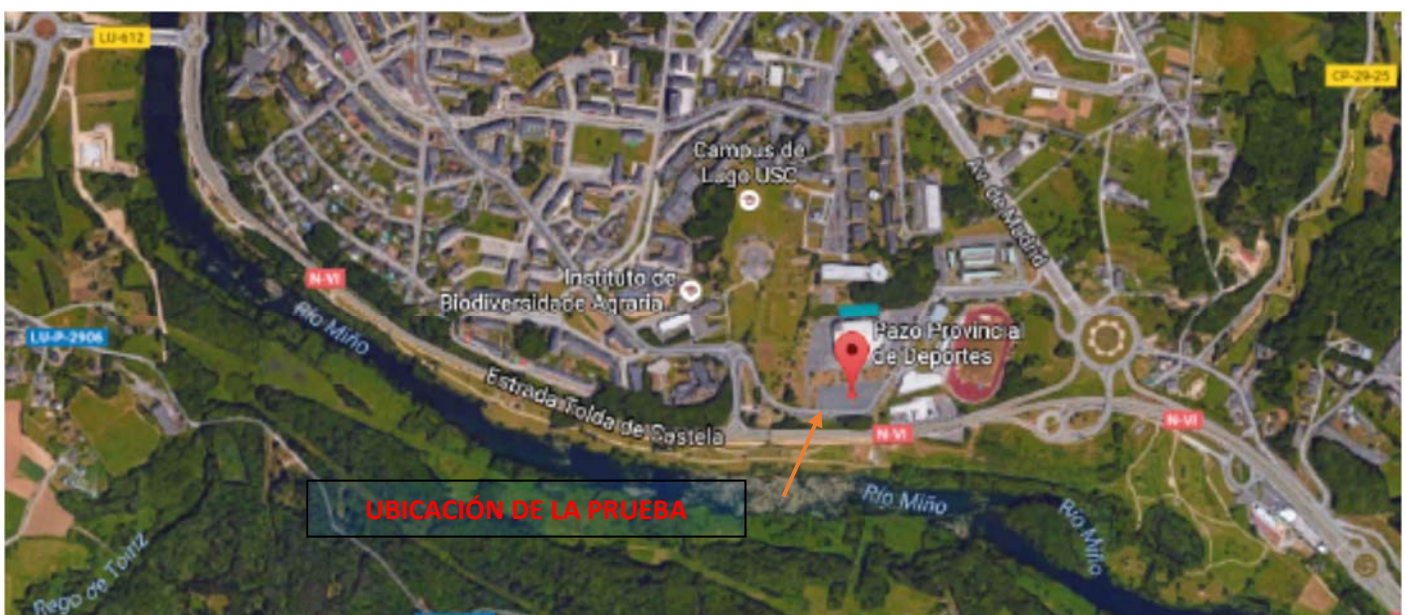 LU-612
CP-29-25
Campus de
Lugo USC
Av. de Madrid
N-VI
Instituto de
Biodiversidade Agraria...
Río Miño
LU-P-2906
Pazo Provincial
de Deportes
Estrada Tolda de Castela
N-VI
N-VI
UBICACIÓN DE LA PRUEBA
Río Miño
Río Miño
Rego de Toiriz